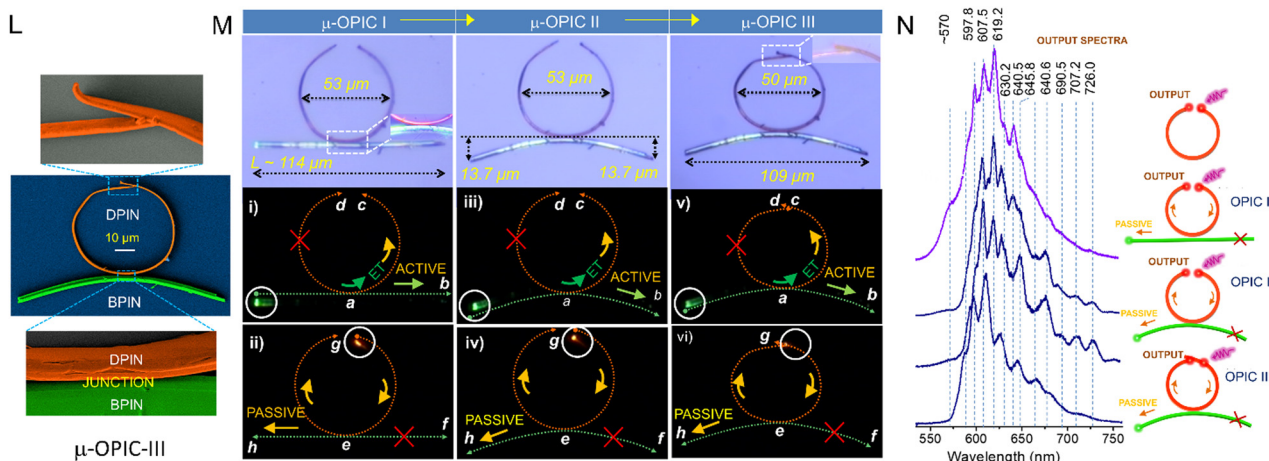 L
DPIN
10 μm
BPIN
DPIN
JUNCTION
BPIN
μ-OPIC-III
M
μ-OPIC I
μ-OPIC II
μ-OPIC III
53 μm
L ~ 114 μm
53 μm
13.7 μm
13.7 μm
50 μm
109 μm
i)
d
c
ET
ACTIVE
a
b
iii)
d
c
ET
ACTIVE
a
b
v)
d
c
ET
ACTIVE
a
b
ii)
g
PASSIVE
h
e
f
iv)
g
PASSIVE
h
e
f
vi)
g
PASSIVE
h
e
f
N
~570
597.8
607.5
619.2
OUTPUT SPECTRA
630.2
640.5
645.8
640.6
690.5
707.2
726.0
OUTPUT
OUTPUT
OPIC I
PASSIVE
OUTPUT
OPIC I
PASSIVE
OUTPUT
OPIC II
PASSIVE
550
600
650
700
750
Wavelength (nm)